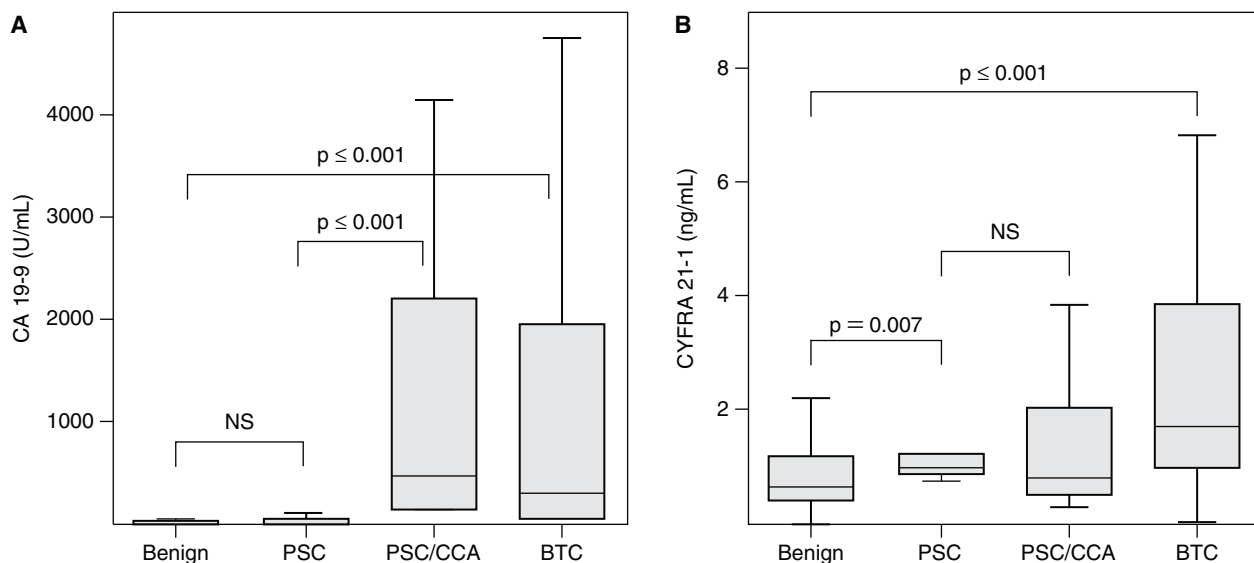 A
CA 19-9 (U/mL)
4000
3000
2000
1000
p ≤ 0.001
p ≤ 0.001
NS
Benign PSC PSC/CCA BTC
B
CYFRA 21-1 (ng/mL)
8
6
4
2
p ≤ 0.001
NS
p = 0.007
Benign PSC PSC/CCA BTC